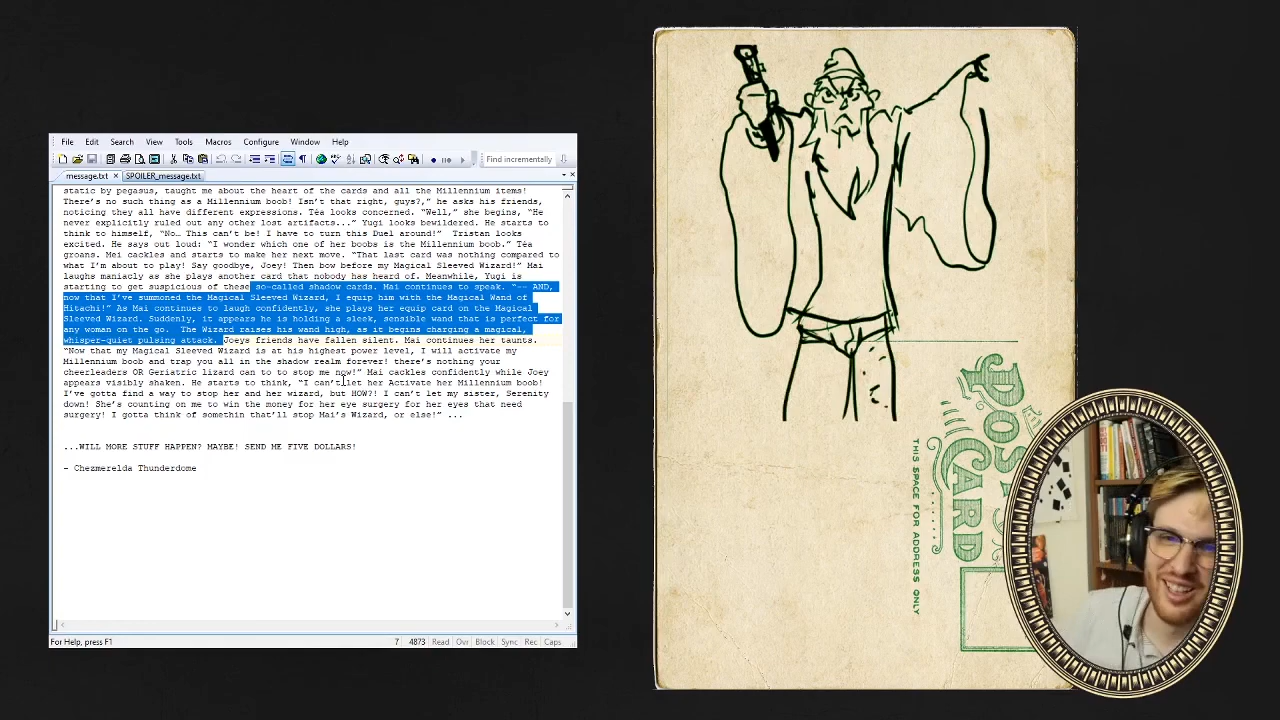 File Edit Search View Tools Macros Configure Window Help
Find incrementally
message.txt SPOILER_message.txt
static by pegasus, taught me about the heart of the cards and all the Millennium items!
There’s no such thing as a Millennium boob! Isn’t that right, guys?,” he asks his friends,
noticing they all have different expressions. Téa looks concerned. “Well,” she begins, “He
never explicitly ruled out any other lost artifacts...” Yugi looks bewildered. He starts to
think to himself, “No… This can’t be! I have to turn this Duel around!”  Tristan looks
excited. He says out loud: “I wonder which one of her boobs is the Millennium boob.” Téa
groans. Mei cackles and starts to make her next move. “That last card was nothing compared to
what I’m about to play! Say goodbye, Joey! Then bow before my Magical Sleeved Wizard!” Mai
laughs maniacly as she plays another card that nobody has heard of. Meanwhile, Yugi is
starting to get suspicious of these so-called shadow cards. Mai continues to speak. “-- AND,
now that I’ve summoned the Magical Sleeved Wizard, I equip him with the Magical Wand of
Hitachi!” As Mai continues to laugh confidently, she plays her equip card on the Magical
Sleeved Wizard. Suddenly, it appears he is holding a sleek, sensible wand that is perfect for
any woman on the go.  The Wizard raises his wand high, as it begins charging a magical,
whisper-quiet pulsing attack. Joeys friends have fallen silent. Mai continues her taunts.
“Now that my Magical Sleeved Wizard is at his highest power level, I will activate my
Millennium boob and trap you all in the shadow realm forever! there’s nothing your
cheerleaders OR Geriatric lizard can to to stop me now!” Mai cackles confidently while Joey
appears visibly shaken. He starts to think, “I can’t let her Activate her Millennium boob!
I’ve gotta find a way to stop her and her wizard, but HOW?! I can’t let my sister, Serenity
down! She’s counting on me to win the money for her eye surgery for her eyes that need
surgery! I gotta think of somethin that’ll stop Mai’s Wizard, or else!” ...
...WILL MORE STUFF HAPPEN? MAYBE! SEND ME FIVE DOLLARS!
- Chezmerelda Thunderdome
For Help, press F1 7 4873 Read Ovr Block Sync Rec Caps
CARD
THIS SPACE FOR ADDRESS ONLY